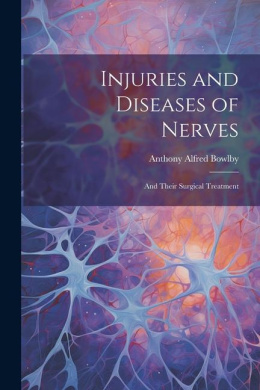 Injuries and
Diseases of
Nerves
Anthony Alfred Bowlby
And Their Surgical Treatment